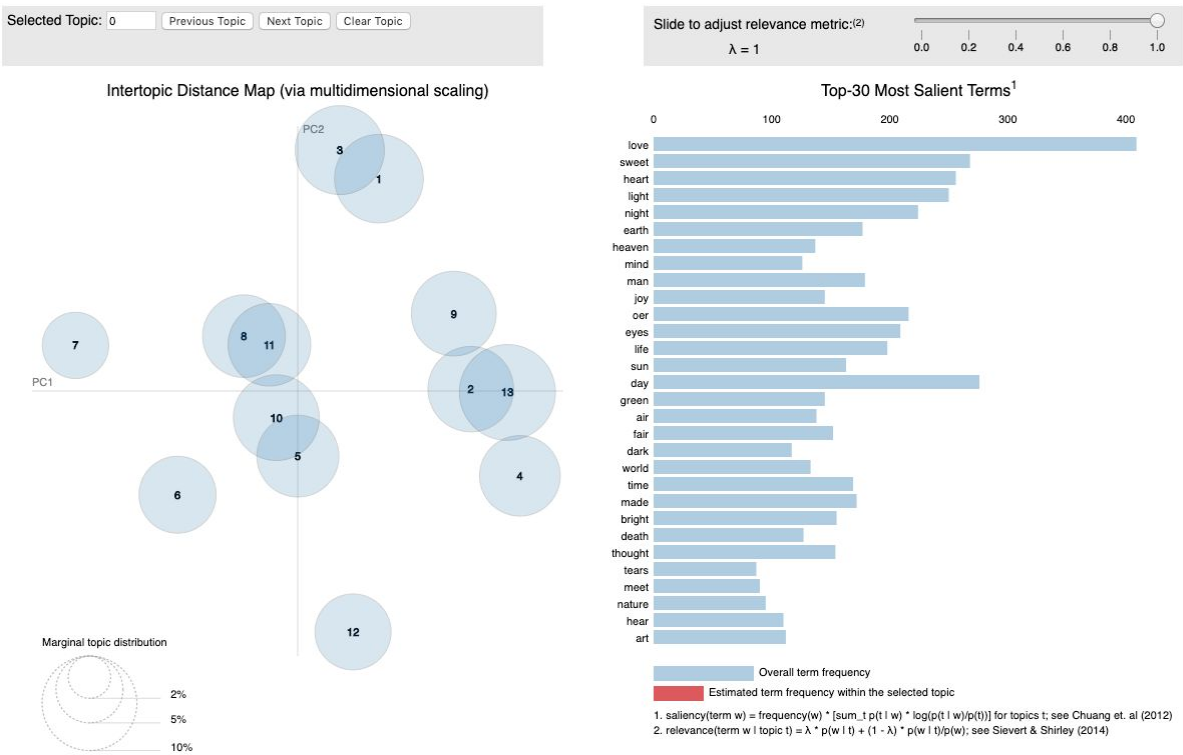 Selected Topic: 0 Previous Topic Next Topic Clear Topic
Slide to adjust relevance metric:(2)
λ = 1
0.0 0.2 0.4 0.6 0.8 1.0
Intertopic Distance Map (via multidimensional scaling)
PC2
3
1
9
8
11
7
PC1
2
13
10
5
4
6
12
Marginal topic distribution
2%
5%
10%
Top-30 Most Salient Terms1
0 100 200 300 400
love
sweet
heart
light
night
earth
heaven
mind
man
joy
oer
eyes
life
sun
day
green
air
fair
dark
world
time
made
bright
death
thought
tears
meet
nature
hear
art
Overall term frequency
Estimated term frequency within the selected topic
1. saliency(term w) = frequency(w) * [sum_t p(t | w) * log(p(t | w)/p(t))] for topics t; see Chuang et. al (2012)
2. relevance(term w | topic t) = λ * p(w | t) + (1 - λ) * p(w | t)/p(w); see Sievert & Shirley (2014)